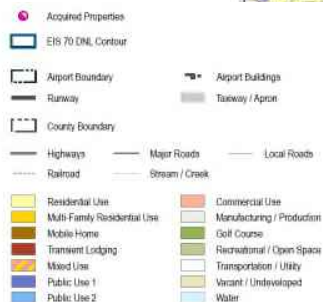 Acquired Properties
EIS 70 DNL Contour
Airport Boundary
Airport Buildings
Runway
Taxiway / Apron
County Boundary
Highways
Major Roads
Local Roads
Railroad
Stream / Creek
Residential Use
Commercial Use
Multi-Family Residential Use
Manufacturing / Production
Mobile Home
Golf Course
Transient Lodging
Recreational / Open Space
Mixed Use
Transportation / Utility
Public Use 1
Vacant / Undeveloped
Public Use 2
Water